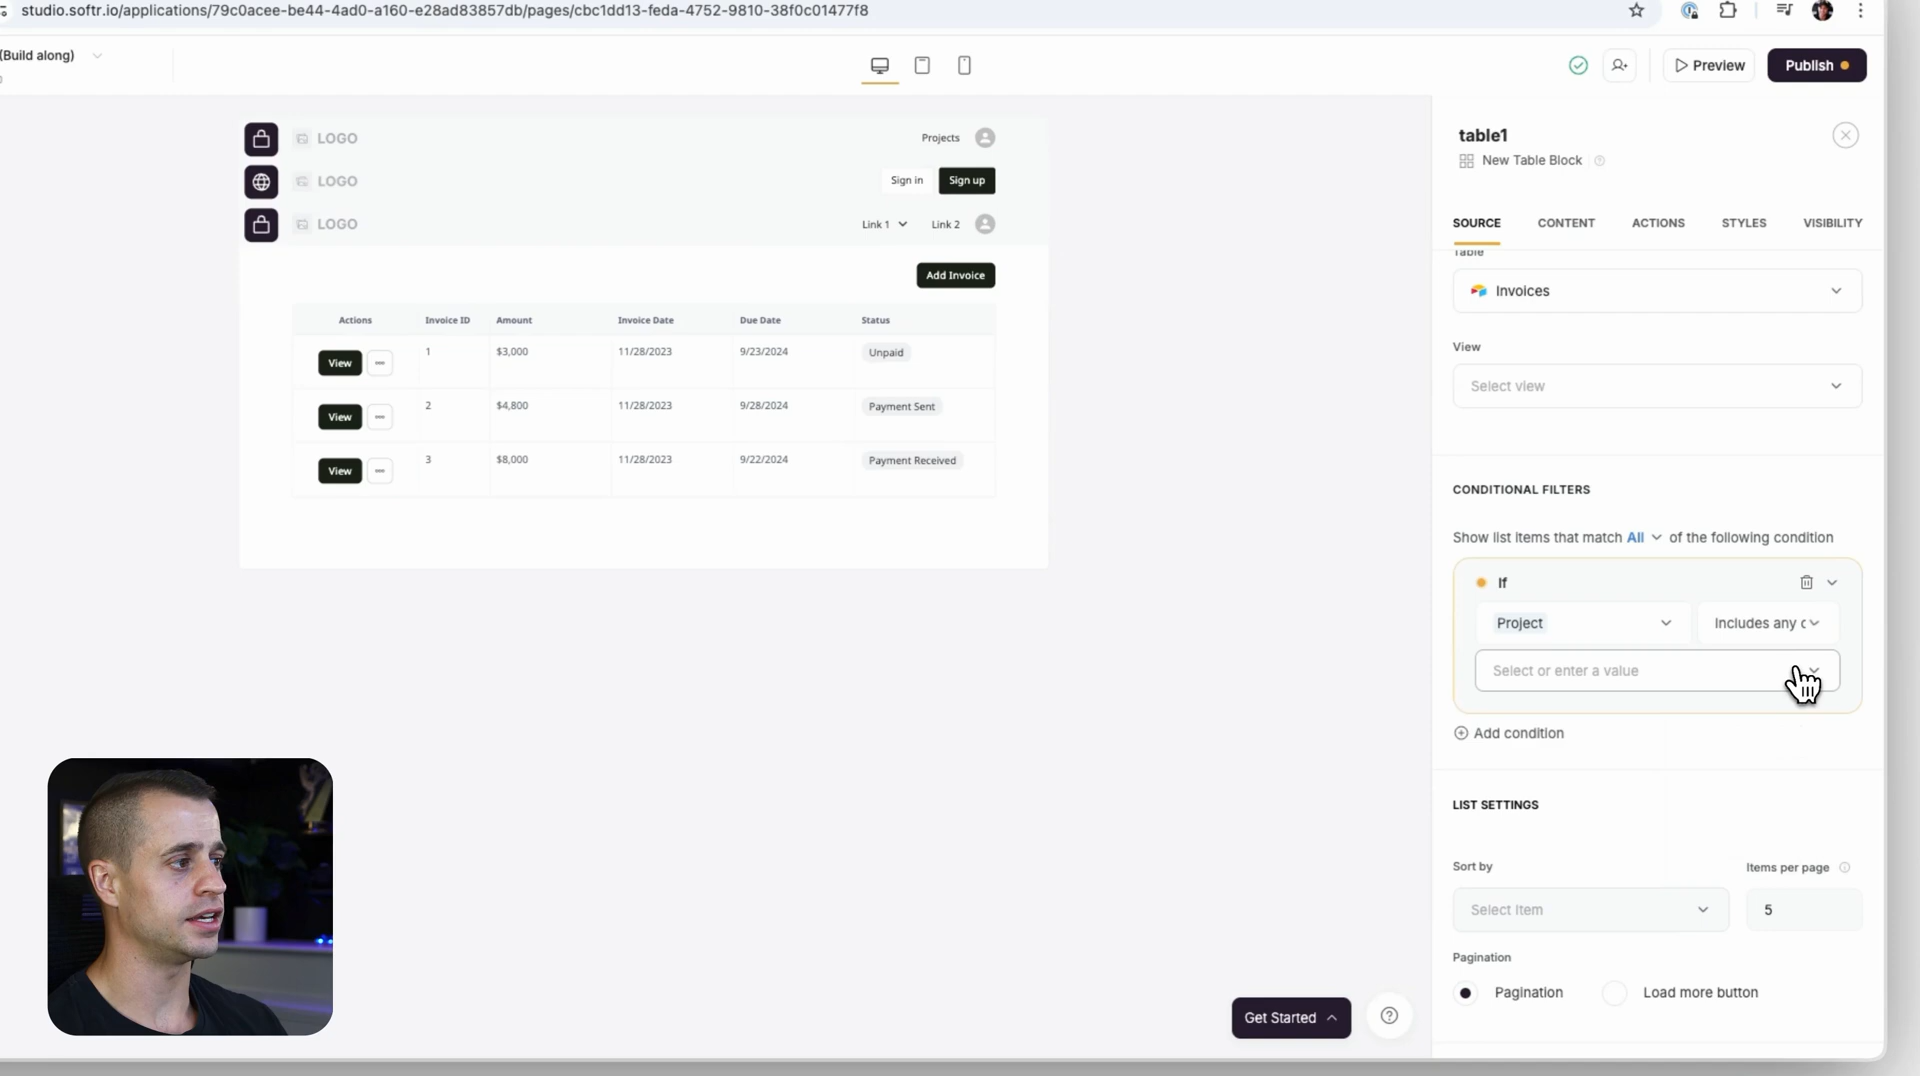 studio.softr.io/applications/79c0acee-be44-4ad0-a160-e28ad83857db/pages/cbc1dd13-feda-4752-9810-38f0c01477f8
(Build along)
Preview
Publish
LOGO
Projects
LOGO
Sign in
Sign up
LOGO
Link 1
Link 2
Add Invoice
Actions Invoice ID Amount Invoice Date Due Date Status
View 1 $3,000 11/28/2023 9/23/2024 Unpaid
View 2 $4,800 11/28/2023 9/28/2024 Payment Sent
View 3 $8,000 11/28/2023 9/22/2024 Payment Received
table1
New Table Block
SOURCE CONTENT ACTIONS STYLES VISIBILITY
Table
Invoices
View
Select view
CONDITIONAL FILTERS
Show list items that match All of the following condition
If
Project
Includes any
Select or enter a value
Add condition
LIST SETTINGS
Sort by
Items per page
Select item
5
Pagination
Pagination
Load more button
Get Started